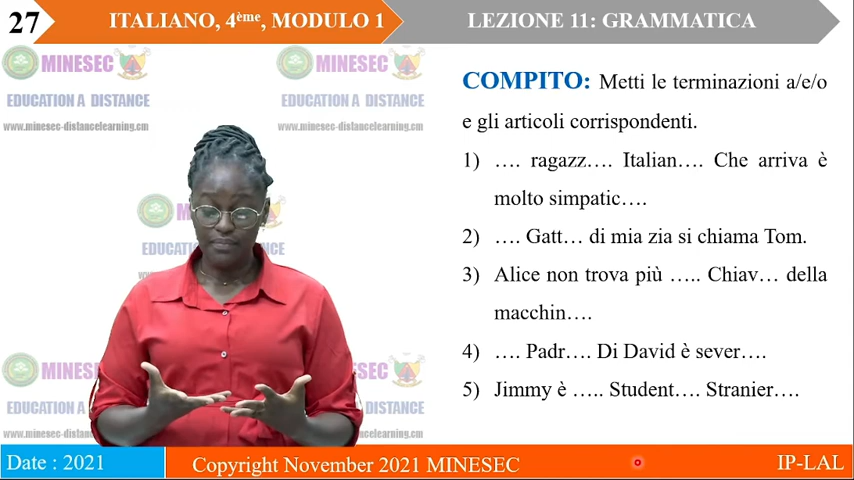 27
ITALIANO, 4ème, MODULO 1
LEZIONE 11: GRAMMATICA
MINESEC
EDUCATION A DISTANCE
www.minesec-distancelearning.cm
MINESEC
EDUCATION A DISTANCE
www.minesec-distancelearning.cm
COMPITO: Metti le terminazioni a/e/o
e gli articoli corrispondenti.
1) …. ragazz…. Italian…. Che arriva è
molto simpatic….
2) …. Gatt… di mia zia si chiama Tom.
3) Alice non trova più ….. Chiav… della
macchin….
4) …. Padr…. Di David è sever….
5) Jimmy è ….. Student…. Stranier….
MINESEC
EDUCATION A DISTANCE
Date : 2021
Copyright November 2021 MINESEC
IP-LAL